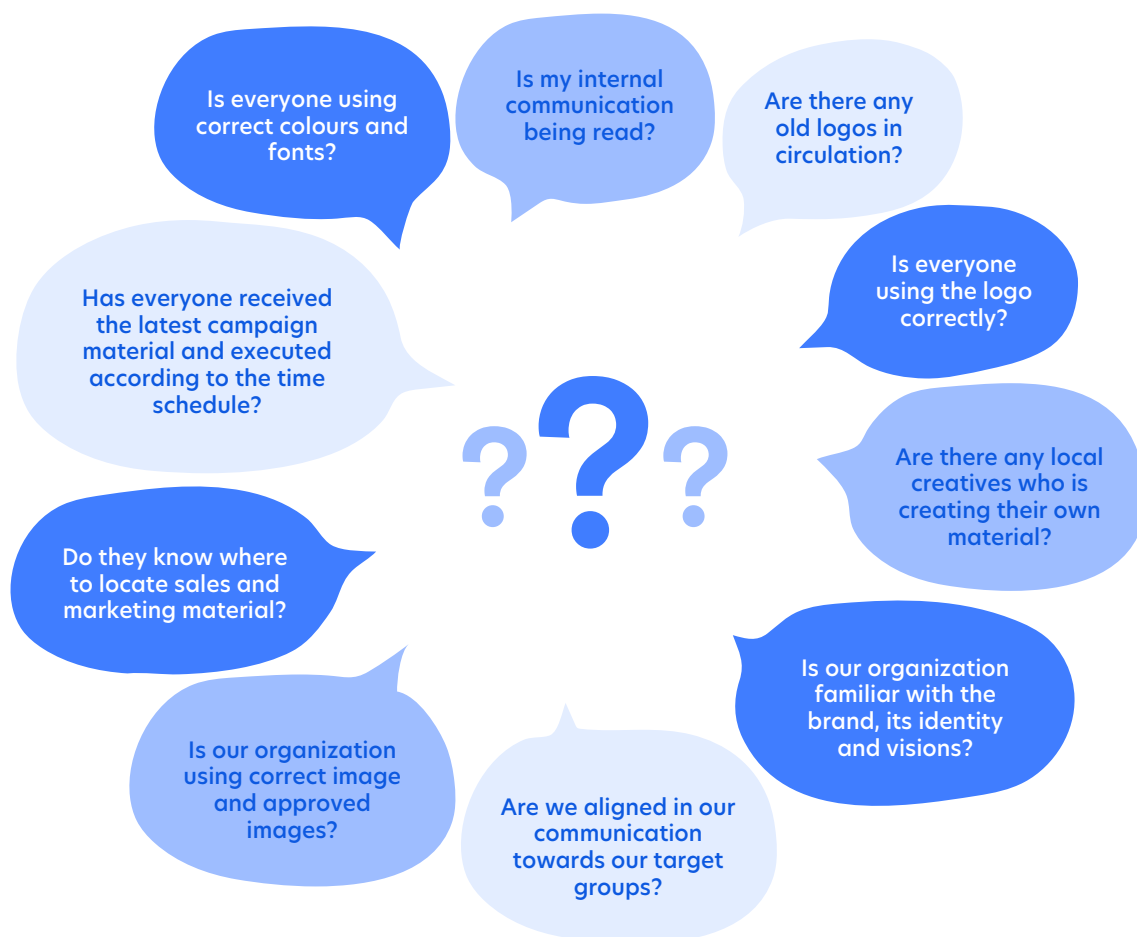 Is everyone using
correct colours and
fonts?
Is my internal
communication
being read?
Are there any
old logos in
circulation?
Is everyone
using the logo
correctly?
Has everyone received
the latest campaign
material and executed
according to the time
schedule?
? ? ?
Are there any local
creatives who is
creating their own
material?
Do they know where
to locate sales and
marketing material?
Is our organization
familiar with the
brand, its identity
and visions?
Is our organization
using correct image
and approved
images?
Are we aligned in our
communication
towards our target
groups?